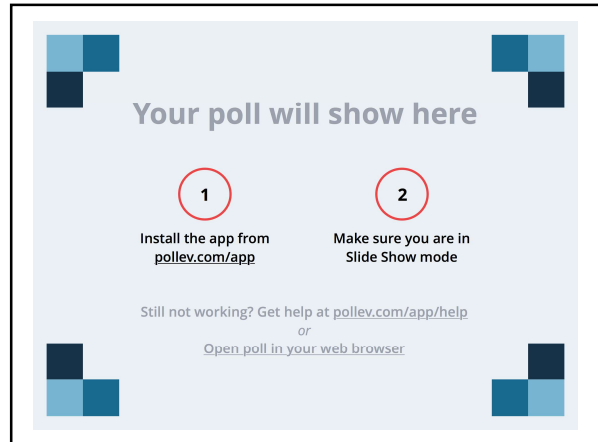 Your poll will show here
1
2
Install the app from
pollev.com/app
Make sure you are in
Slide Show mode
Still not working? Get help at pollev.com/app/help
or
Open poll in your web browser